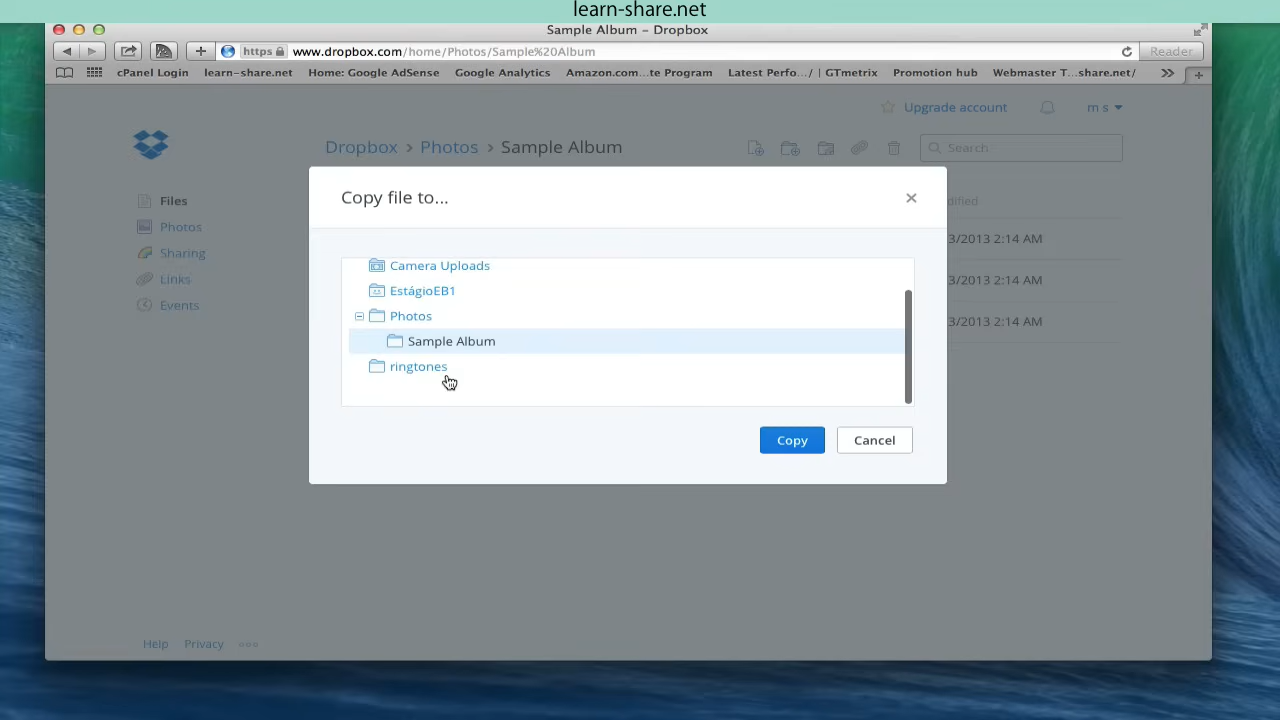 learn-share.net
Sample Album – Dropbox
https www.dropbox.com/home/Photos/Sample%20Album Reader
cPanel Login learn-share.net Home: Google AdSense Google Analytics Amazon.com...te Program Latest Perfo.../ | GTmetrix Promotion hub Webmaster T...share.net/ >>
Upgrade account m s
Dropbox › Photos › Sample Album Search
Files
Photos
Sharing
Links
Events
dified
3/2013 2:14 AM
3/2013 2:14 AM
3/2013 2:14 AM
Copy file to...
Camera Uploads
EstágioEB1
Photos
Sample Album
ringtones
Copy Cancel
Help Privacy